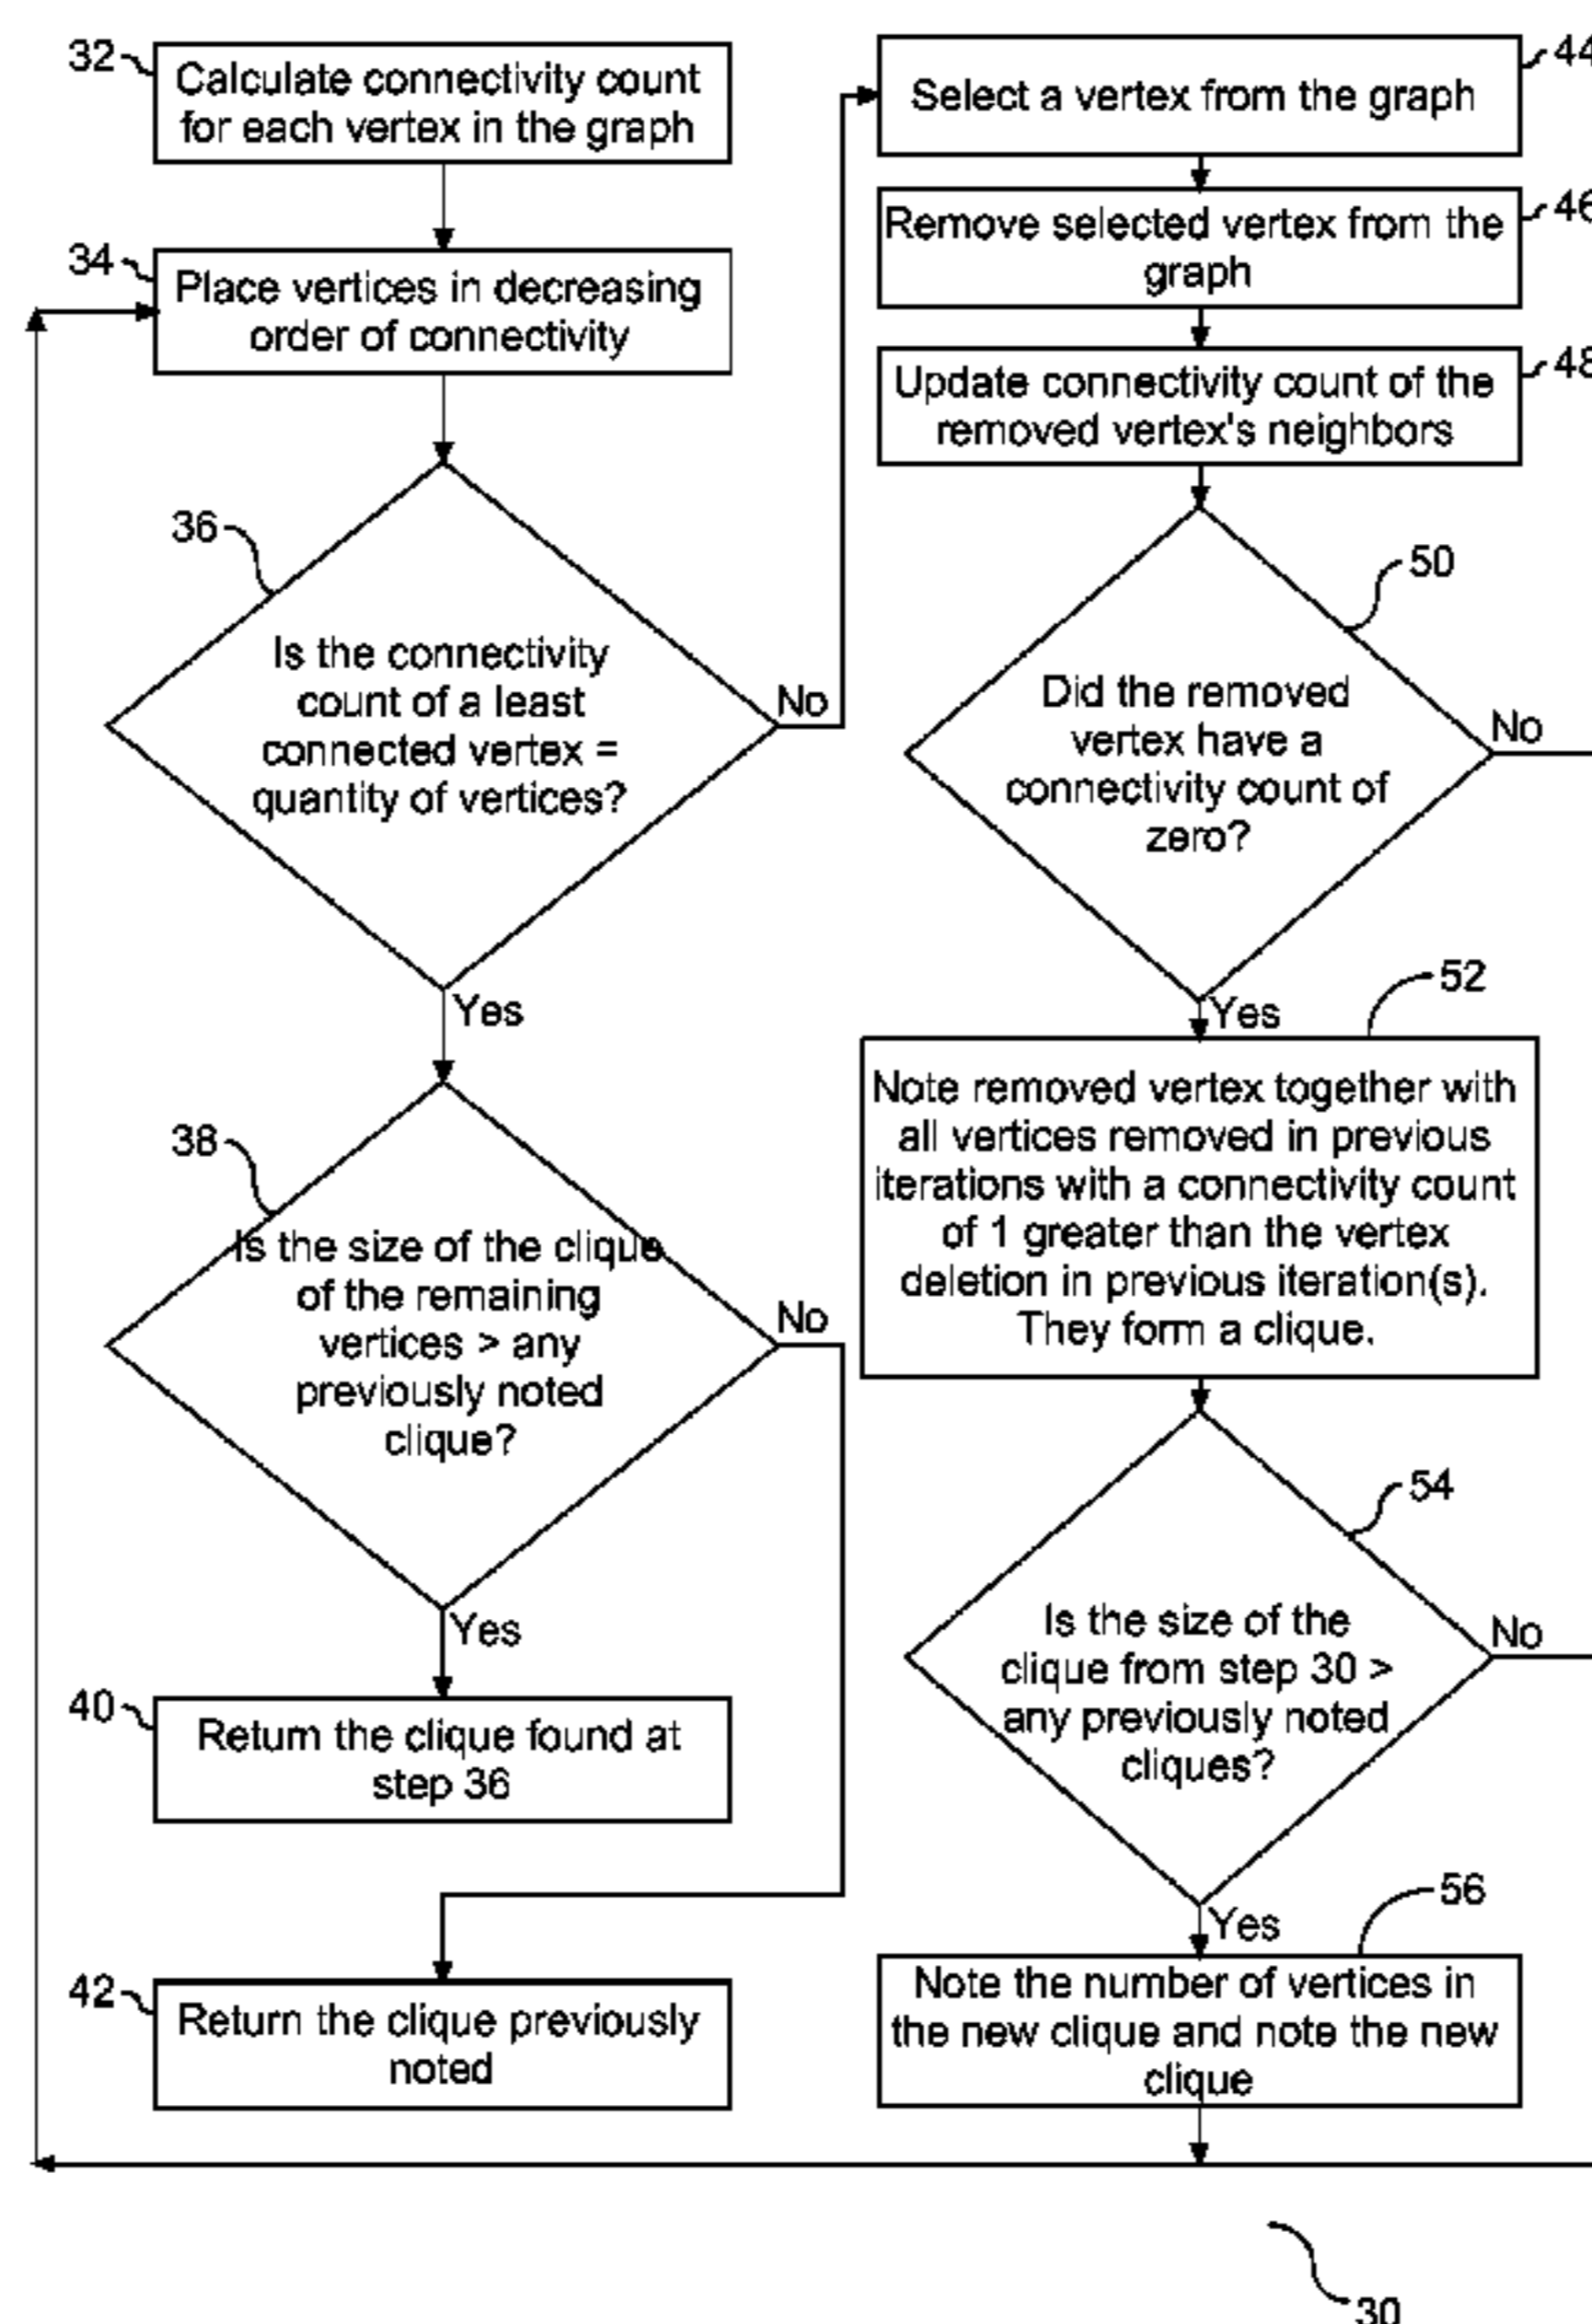 32
Calculate connectivity count
for each vertex in the graph
34
Place vertices in decreasing
order of connectivity
36
Is the connectivity
count of a least
connected vertex =
quantity of vertices?
No
Yes
38
Is the size of the clique
of the remaining
vertices > any
previously noted
clique?
No
Yes
40
Return the clique found at
step 36
42
Return the clique previously
noted
44
Select a vertex from the graph
46
Remove selected vertex from the
graph
48
Update connectivity count of the
removed vertex's neighbors
50
Did the removed
vertex have a
connectivity count of
zero?
No
Yes
52
Note removed vertex together with
all vertices removed in previous
iterations with a connectivity count
of 1 greater than the vertex
deletion in previous iteration(s).
They form a clique.
54
Is the size of the
clique from step 30 >
any previously noted
cliques?
No
Yes
56
Note the number of vertices in
the new clique and note the new
clique
30